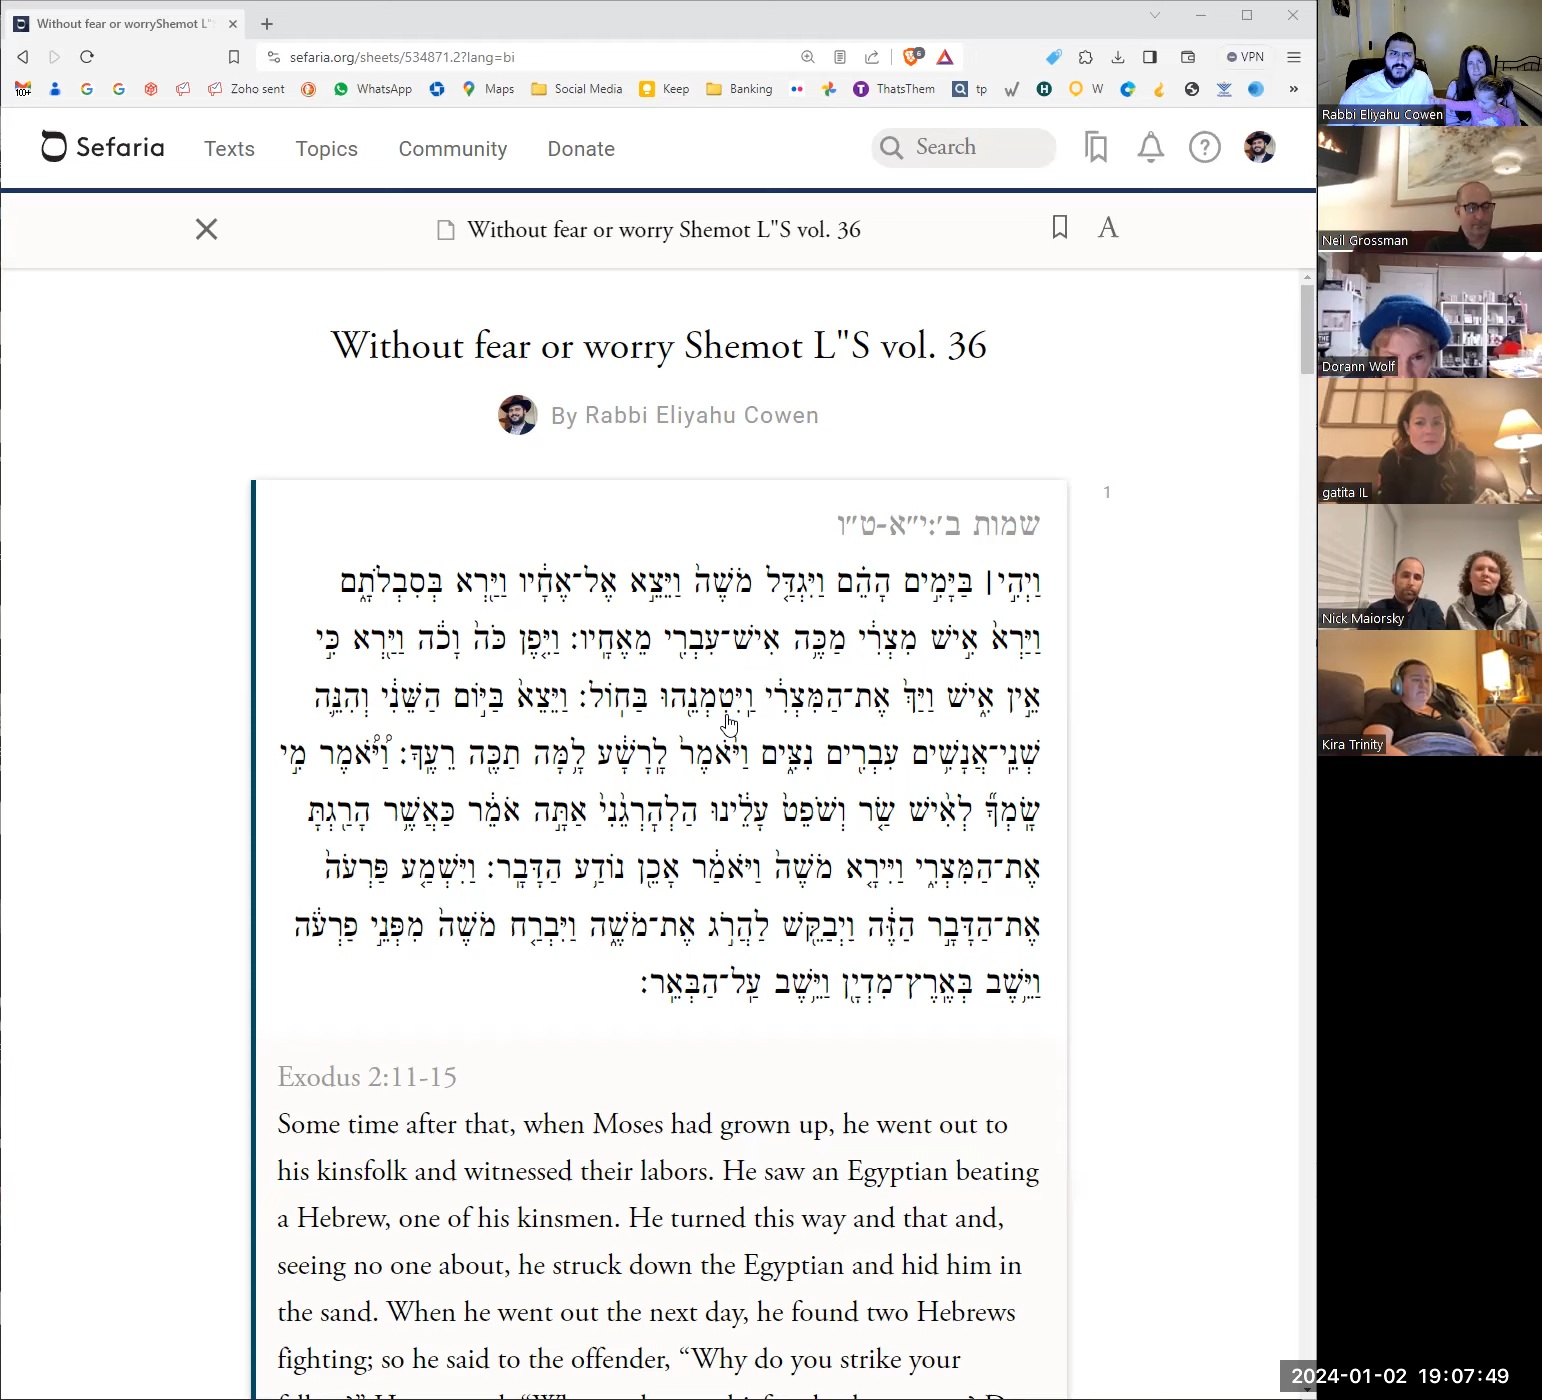 Without fear or worryShemot L"
sefaria.org/sheets/534871.2?lang=bi
6
VPN
100+
Zoho sent
WhatsApp
Maps
Social Media
Keep
Banking
ThatsThem
tp
W
»
Sefaria
Texts
Topics
Community
Donate
Search
Without fear or worry Shemot L"S vol. 36
A
Without fear or worry Shemot L"S vol. 36
By Rabbi Eliyahu Cowen
1
שמות ב׳:י״א-ט״ו
וַיְהִ֣י ׀ בַּיָּמִ֣ים הָהֵ֗ם וַיִּגְדַּ֤ל מֹשֶׁה֙ וַיֵּצֵ֣א אֶל־אֶחָ֔יו וַיַּ֖רְא בְּסִבְלֹתָ֑ם
וַיַּרְא֙ אִ֣ישׁ מִצְרִ֔י מַכֶּ֥ה אִישׁ־עִבְרִ֖י מֵאֶחָֽיו׃ וַיִּ֤פֶן כֹּה֙ וָכֹ֔ה וַיַּ֖רְא כִּ֣י
אֵ֣ין אִ֑ישׁ וַיַּךְ֙ אֶת־הַמִּצְרִ֔י וַֽיִּטְמְנֵ֖הוּ בַּחֽוֹל׃ וַיֵּצֵא֙ בַּיּ֣וֹם הַשֵּׁנִ֔י וְהִנֵּ֛ה
שְׁנֵֽי־אֲנָשִׁ֥ים עִבְרִ֖ים נִצִּ֑ים וַיֹּ֙אמֶר֙ לָֽרָשָׁ֔ע לָ֥מָּה תַכֶּ֖ה רֵעֶֽךָ׃ וַ֠יֹּ֠אמֶר מִ֣י
שָֽׂמְךָ֞ לְאִ֨ישׁ שַׂ֤ר וְשֹׁפֵט֙ עָלֵ֔ינוּ הַלְהׇרְגֵ֙נִי֙ אַתָּ֣ה אֹמֵ֔ר כַּאֲשֶׁ֥ר הָרַ֖גְתָּ
אֶת־הַמִּצְרִ֑י וַיִּירָ֤א מֹשֶׁה֙ וַיֹּאמַ֔ר אָכֵ֖ן נוֹדַ֥ע הַדָּבָֽר׃ וַיִּשְׁמַ֤ע פַּרְעֹה֙
אֶת־הַדָּבָ֣ר הַזֶּ֔ה וַיְבַקֵּ֖שׁ לַהֲרֹ֣ג אֶת־מֹשֶׁ֑ה וַיִּבְרַ֤ח מֹשֶׁה֙ מִפְּנֵ֣י פַרְעֹ֔ה
וַיֵּ֥שֶׁב בְּאֶֽרֶץ־מִדְיָ֖ן וַיֵּ֥שֶׁב עַֽל־הַבְּאֵֽר׃
Exodus 2:11-15
Some time after that, when Moses had grown up, he went out to
his kinsfolk and witnessed their labors. He saw an Egyptian beating
a Hebrew, one of his kinsmen. He turned this way and that and,
seeing no one about, he struck down the Egyptian and hid him in
the sand. When he went out the next day, he found two Hebrews
fighting; so he said to the offender, “Why do you strike your
Rabbi Eliyahu Cowen
Neil Grossman
Dorann Wolf
gatita IL
Nick Maiorsky
Kira Trinity
2024-01-02 19:07:49